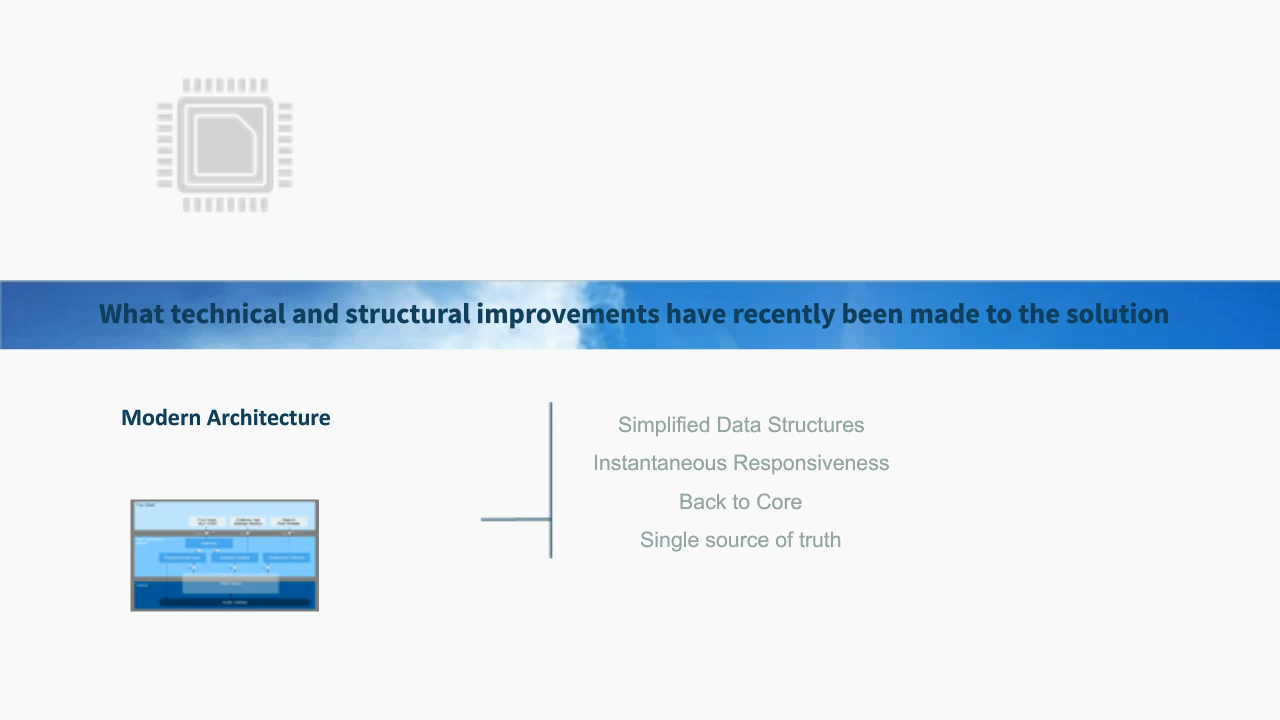 What technical and structural improvements have recently been made to the solution
Modern Architecture
Simplified Data Structures
Instantaneous Responsiveness
Back to Core
Single source of truth